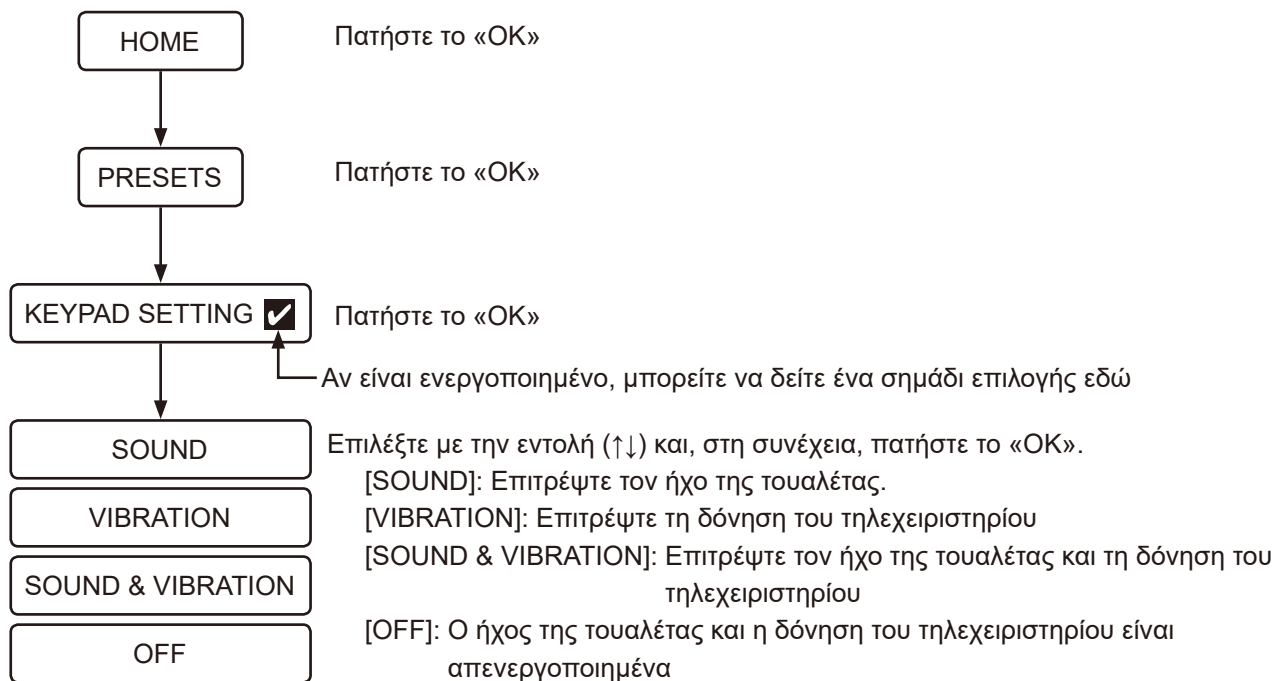 HOME
Πατήστε το «OK»
PRESETS
Πατήστε το «OK»
KEYPAD SETTING ✔
Πατήστε το «OK»
Αν είναι ενεργοποιημένο, μπορείτε να δείτε ένα σημάδι επιλογής εδώ
SOUND
VIBRATION
SOUND & VIBRATION
OFF
Επιλέξτε με την εντολή (↑↓) και, στη συνέχεια, πατήστε το «OK».
[SOUND]: Επιτρέψτε τον ήχο της τουαλέτας.
[VIBRATION]: Επιτρέψτε τη δόνηση του τηλεχειριστηρίου
[SOUND & VIBRATION]: Επιτρέψτε τον ήχο της τουαλέτας και τη δόνηση του
τηλεχειριστηρίου
[OFF]: Ο ήχος της τουαλέτας και η δόνηση του τηλεχειριστηρίου είναι
απενεργοποιημένα